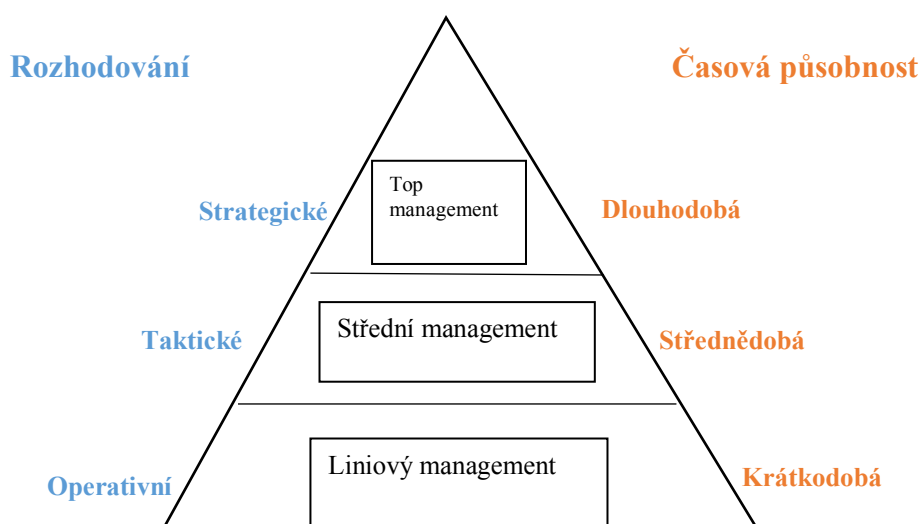 Rozhodování
Časová působnost
Top
management
Strategické
Dlouhodobá
Střední management
Taktické
Střednědobá
Liniový management
Operativní
Krátkodobá